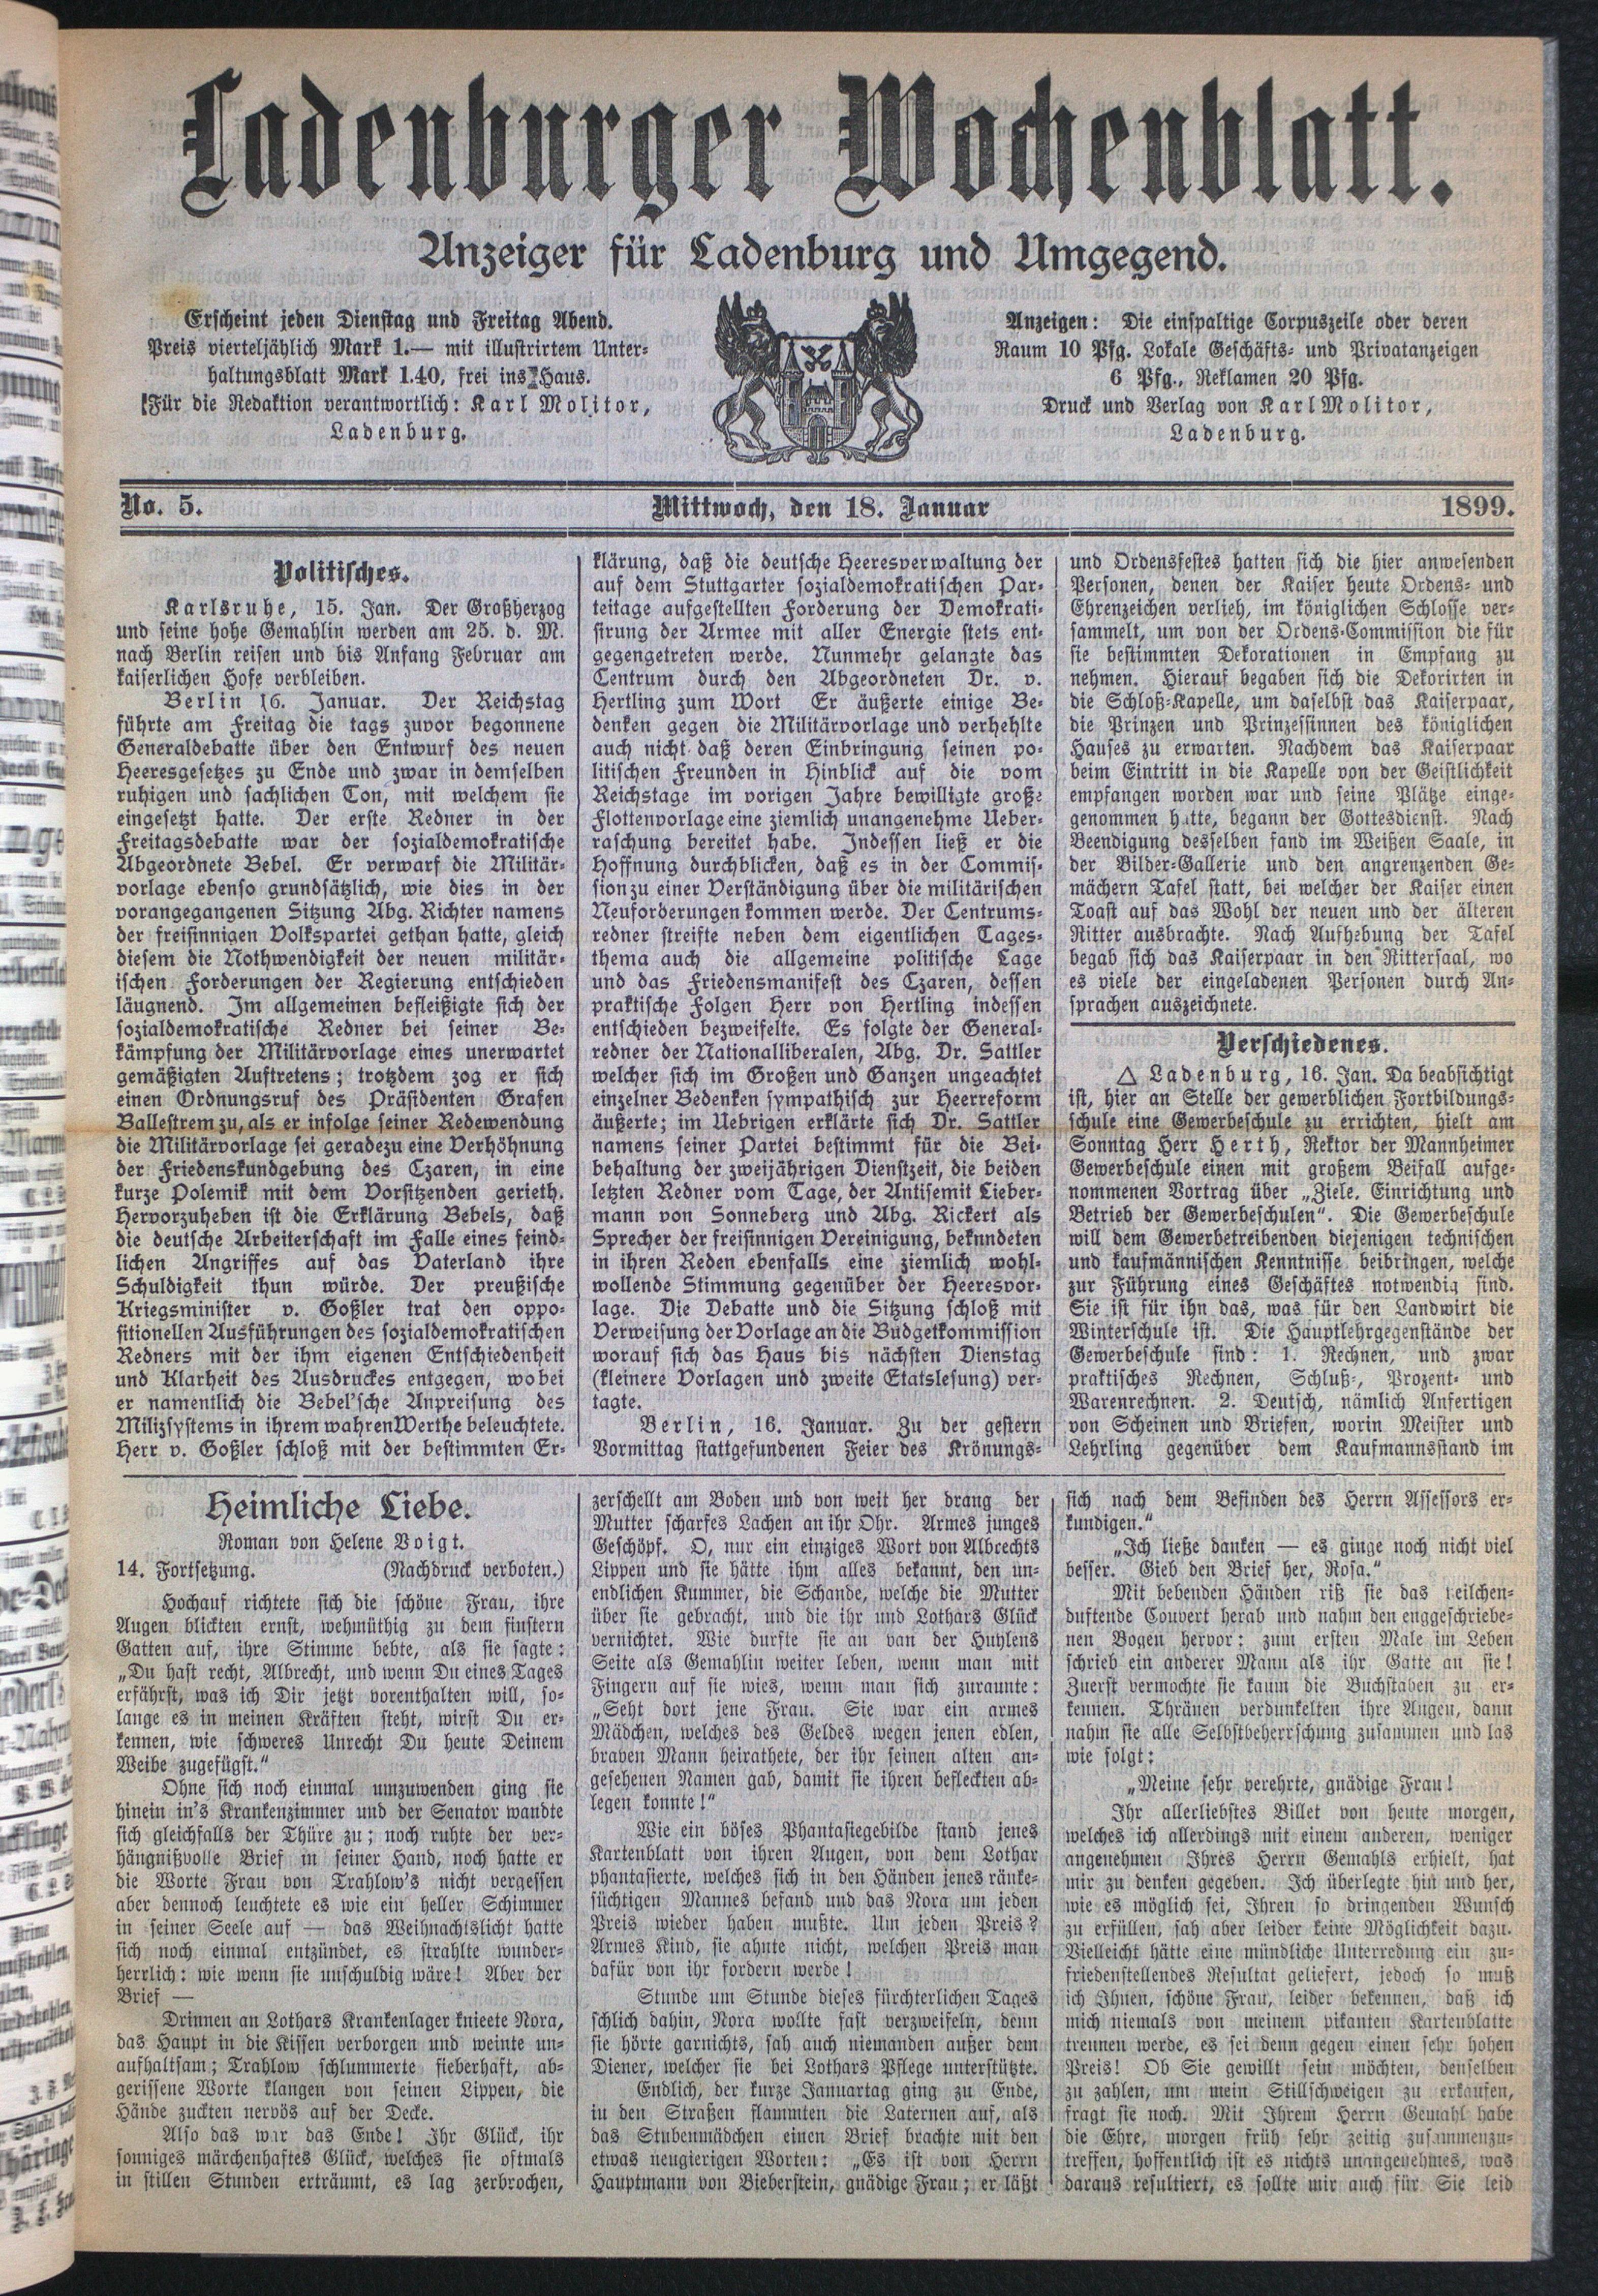 Ladenburger Wochenblatt.
Anzeiger für Ladenburg und Umgegend.
Erscheint jeden Dienstag und Freitag Abend.
Preis vierteljählich Mark 1.— mit illustrirtem Unter-
haltungsblatt Mark 1.40, frei ins Haus.
Für die Redaktion verantwortlich: Karl Molitor,
Ladenburg.
Anzeigen: Die einspaltige Corpuszeile oder deren
Raum 10 Pfg. Lokale Geschäfts- und Privatanzeigen
6 Pfg., Reklamen 20 Pfg.
Druck und Verlag von Karl Molitor,
Ladenburg.
No. 5. Mittwoch, den 18. Januar 1899.
Politisches.
Karlsruhe, 15. Jan. Der Großherzog
und seine hohe Gemahlin werden am 25. d. M.
nach Berlin reisen und bis Anfang Februar am
kaiserlichen Hofe verbleiben.
Berlin 16. Januar. Der Reichstag
führte am Freitag die tags zuvor begonnene
Generaldebatte über den Entwurf des neuen
Heeresgesetzes zu Ende und zwar in demselben
ruhigen und sachlichen Ton, mit welchem sie
eingesetzt hatte. Der erste Redner in der
Freitagsdebatte war der sozialdemokratische
Abgeordnete Bebel. Er verwarf die Militär-
vorlage ebenso grundsätzlich, wie dies in der
vorangegangenen Sitzung Abg. Richter namens
der freisinnigen Volkspartei gethan hatte, gleich
diesem die Nothwendigkeit der neuen militär-
ischen Forderungen der Regierung entschieden
läugnend. Im allgemeinen befleißigte sich der
sozialdemokratische Redner bei seiner Be-
kämpfung der Militärvorlage eines unerwartet
gemäßigten Auftretens; trotzdem zog er sich
einen Ordnungsruf des Präsidenten Grafen
Ballestrem zu, als er infolge seiner Redewendung
die Militärvorlage sei geradezu eine Verhöhnung
der Friedenskundgebung des Czaren, in eine
kurze Polemik mit dem Vorsitzenden gerieth.
Hervorzuheben ist die Erklärung Bebels, daß
die deutsche Arbeiterschaft im Falle eines feind-
lichen Angriffes auf das Vaterland ihre
Schuldigkeit thun würde. Der preußische
Kriegsminister v. Goßler trat den oppo-
sitionellen Ausführungen des sozialdemokratischen
Redners mit der ihm eigenen Entschiedenheit
und Klarheit des Ausdruckes entgegen, wobei
er namentlich die Bebel'sche Anpreisung des
Milizsystems in ihrem wahren Werthe beleuchtete.
Herr v. Goßler schloß mit der bestimmten Er-
klärung, daß die deutsche Heeresverwaltung der
auf dem Stuttgarter sozialdemokratischen Par-
teitage aufgestellten Forderung der Demokrati-
sirung der Armee mit aller Energie stets ent-
gegengetreten werde. Nunmehr gelangte das
Centrum durch den Abgeordneten Dr. v.
Hertling zum Wort Er äußerte einige Be-
denken gegen die Militärvorlage und verhehlte
auch nicht daß deren Einbringung seinen po-
litischen Freunden in Hinblick auf die vom
Reichstage im vorigen Jahre bewilligte große
Flottenvorlage eine ziemlich unangenehme Ueber-
raschung bereitet habe. Indessen ließ er die
Hoffnung durchblicken, daß es in der Commis-
sion zu einer Verständigung über die militärischen
Neuforderungen kommen werde. Der Centrums-
redner streifte neben dem eigentlichen Tages-
thema auch die allgemeine politische Lage
und das Friedensmanifest des Czaren, dessen
praktische Folgen Herr von Hertling indessen
entschieden bezweifelte. Es folgte der General-
redner der Nationalliberalen, Abg. Dr. Sattler
welcher sich im Großen und Ganzen ungeachtet
einzelner Bedenken sympathisch zur Heerreform
äußerte; im Uebrigen erklärte sich Dr. Sattler
namens seiner Partei bestimmt für die Bei-
behaltung der zweijährigen Dienstzeit, die beiden
letzten Redner vom Tage, der Antisemit Lieber-
mann von Sonneberg und Abg. Rickert als
Sprecher der freisinnigen Vereinigung, bekundeten
in ihren Reden ebenfalls eine ziemlich wohl-
wollende Stimmung gegenüber der Heeresvor-
lage. Die Debatte und die Sitzung schloß mit
Verweisung der Vorlage an die Budgetkommission
worauf sich das Haus bis nächsten Dienstag
(kleinere Vorlagen und zweite Etatslesung) ver-
tagte.
Berlin, 16. Januar. Zu der gestern
Vormittag stattgefundenen Feier des Krönungs-
und Ordensfestes hatten sich die hier anwesenden
Personen, denen der Kaiser heute Ordens- und
Ehrenzeichen verlieh, im königlichen Schlosse ver-
sammelt, um von der Ordens-Commission die für
sie bestimmten Dekorationen in Empfang zu
nehmen. Hierauf begaben sich die Dekorirten in
die Schloß-Kapelle, um daselbst das Kaiserpaar,
die Prinzen und Prinzessinnen des königlichen
Hauses zu erwarten. Nachdem das Kaiserpaar
beim Eintritt in die Kapelle von der Geistlichkeit
empfangen worden war und seine Plätze einge-
genommen hatte, begann der Gottesdienst. Nach
Beendigung desselben fand im Weißen Saale, in
der Bilder-Gallerie und den angrenzenden Ge-
mächern Tafel statt, bei welcher der Kaiser einen
Toast auf das Wohl der neuen und der älteren
Ritter ausbrachte. Nach Aufhebung der Tafel
begab sich das Kaiserpaar in den Rittersaal, wo
es viele der eingeladenen Personen durch An-
sprachen auszeichnete.
Verschiedenes.
△ Ladenburg, 16. Jan. Da beabsichtigt
ist, hier an Stelle der gewerblichen Fortbildungs-
schule eine Gewerbeschule zu errichten, hielt am
Sonntag Herr Herth, Rektor der Mannheimer
Gewerbeschule einen mit großem Beifall aufge-
nommenen Vortrag über „Ziele, Einrichtung und
Betrieb der Gewerbeschulen". Die Gewerbeschule
will dem Gewerbetreibenden diejenigen technischen
und kaufmännischen Kenntnisse beibringen, welche
zur Führung eines Geschäftes notwendig sind.
Sie ist für ihn das, was für den Landwirt die
Winterschule ist. Die Hauptlehrgegenstände der
Gewerbeschule sind: 1. Rechnen, und zwar
praktisches Rechnen, Schluß-, Prozent- und
Warenrechnen. 2. Deutsch, nämlich Anfertigen
von Scheinen und Briefen, worin Meister und
Lehrling gegenüber dem Kaufmannsstand im
Heimliche Liebe.
Roman von Helene Voigt.
14. Fortsetzung. (Nachdruck verboten.)
Hochauf richtete sich die schöne Frau, ihre
Augen blickten ernst, wehmüthig zu dem finstern
Gatten auf, ihre Stimme bebte, als sie sagte:
„Du hast recht, Albrecht, und wenn Du eines Tages
erfährst, was ich Dir jetzt vorenthalten will, so-
lange es in meinen Kräften steht, wirst Du er-
kennen, wie schweres Unrecht Du heute Deinem
Weibe zugefügst."
Ohne sich noch einmal umzuwenden ging sie
hinein in's Krankenzimmer und der Senator wandte
sich gleichfalls der Thüre zu; noch ruhte der ver-
hängnißvolle Brief in seiner Hand, noch hatte er
die Worte Frau von Trahlow's nicht vergessen
aber dennoch leuchtete es wie ein heller Schimmer
in seiner Seele auf — das Weihnachtslicht hatte
sich noch einmal entzündet, es strahlte wunder-
herrlich: wie wenn sie unschuldig wäre! Aber der
Brief —
Drinnen an Lothars Krankenlager knieete Nora,
das Haupt in die Kissen verborgen und weinte un-
aufhaltsam; Trahlow schlummerte fieberhaft, ab-
gerissene Worte klangen von seinen Lippen, die
Hände zuckten nervös auf der Decke.
Also das war das Ende! Ihr Glück, ihr
sonniges märchenhaftes Glück, welches sie oftmals
in stillen Stunden erträumt, es lag zerbrochen,
zerschellt am Boden und von weit her drang der
Mutter scharfes Lachen an ihr Ohr. Armes junges
Geschöpf. O, nur ein einziges Wort von Albrechts
Lippen und sie hätte ihm alles bekannt, den un-
endlichen Kummer, die Schande, welche die Mutter
über sie gebracht, und die ihr und Lothars Glück
vernichtet. Wie durfte sie an van der Huylens
Seite als Gemahlin weiter leben, wenn man mit
Fingern auf sie wies, wenn man sich zuraunte:
„Seht dort jene Frau. Sie war ein armes
Mädchen, welches des Geldes wegen jenen edlen,
braven Mann heirathete, der ihr seinen alten an-
gesehenen Namen gab, damit sie ihren befleckten ab-
legen konnte!"
Wie ein böses Phantasiegebilde stand jenes
Kartenblatt von ihren Augen, von dem Lothar
phantasierte, welches sich in den Händen jenes ränke-
süchtigen Mannes befand und das Nora um jeden
Preis wieder haben mußte. Um jeden Preis?
Armes Kind, sie ahnte nicht, welchen Preis man
dafür von ihr fordern werde!
Stunde um Stunde dieses fürchterlichen Tages
schlich dahin, Nora wollte fast verzweifeln, denn
sie hörte garnichts, sah auch niemanden außer dem
Diener, welcher sie bei Lothars Pflege unterstützte.
Endlich, der kurze Januartag ging zu Ende,
in den Straßen flammten die Laternen auf, als
das Stubenmädchen einen Brief brachte mit den
etwas neugierigen Worten: „Es ist von Herrn
Hauptmann von Bieberstein, gnädige Frau; er läßt
sich nach dem Befinden des Herrn Assessors er-
kundigen."
„Ich ließe danken — es ginge noch nicht viel
besser. Gieb den Brief her, Rosa."
Mit bebenden Händen riß sie das veilchen-
duftende Couvert herab und nahm den enggeschriebe-
nen Bogen hervor: zum ersten Male im Leben
schrieb ein anderer Mann als ihr Gatte an sie!
Zuerst vermochte sie kaum die Buchstaben zu er-
kennen. Thränen verdunkelten ihre Augen, dann
nahm sie alle Selbstbeherrschung zusammen und las
wie folgt:
„Meine sehr verehrte, gnädige Frau!
Ihr allerliebstes Billet von heute morgen,
welches ich allerdings mit einem anderen, weniger
angenehmen Ihres Herrn Gemahls erhielt, hat
mir zu denken gegeben. Ich überlegte hin und her,
wie es möglich sei, Ihren so dringenden Wunsch
zu erfüllen, sah aber leider keine Möglichkeit dazu.
Vielleicht hätte eine mündliche Unterredung ein zu-
friedenstellendes Resultat geliefert, jedoch so muß
ich Ihnen, schöne Frau, leider bekennen, daß ich
mich niemals von meinem pikanten Kartenblatte
trennen werde, es sei denn gegen einen sehr hohen
Preis! Ob Sie gewillt sein möchten, denselben
zu zahlen, um mein Stillschweigen zu erkaufen,
fragt sie noch. Mit Ihrem Herrn Gemahl habe
die Ehre, morgen früh sehr zeitig zusammenzu-
treffen, hoffentlich ist es nichts unangenehmes, was
daraus resultiert, es sollte mir auch für Sie leid